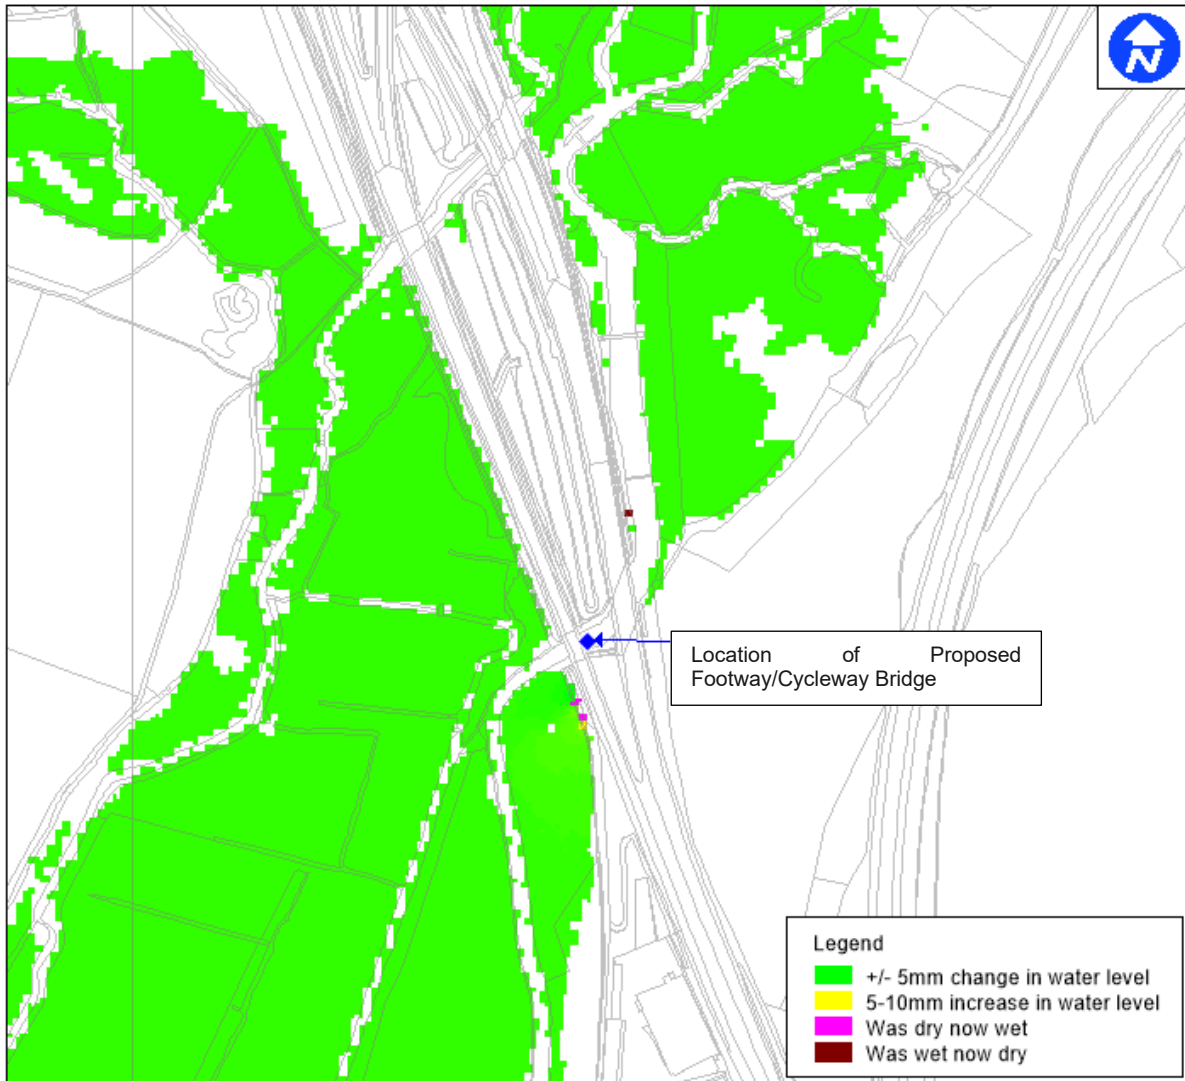 N
Location of Proposed
Footway/Cycleway Bridge
Legend
+/- 5mm change in water level
5-10mm increase in water level
Was dry now wet
Was wet now dry